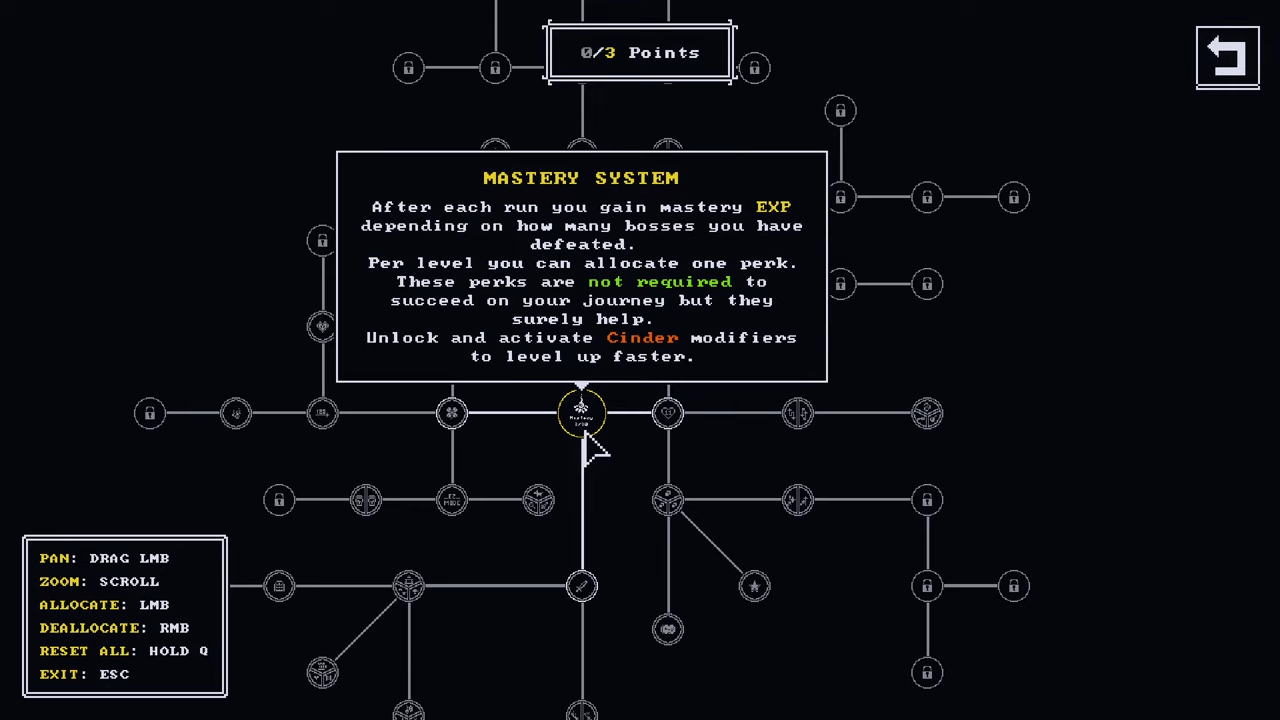 0/3 Points
MASTERY SYSTEM
After each run you gain mastery EXP
depending on how many bosses you have
defeated.
Per level you can allocate one perk.
These perks are not required to
succeed on your journey but they
surely help.
Unlock and activate Cinder modifiers
to level up faster.
Mastery
EZ
MODE
PAN: DRAG LMB
ZOOM: SCROLL
ALLOCATE: LMB
DEALLOCATE: RMB
RESET ALL: HOLD Q
EXIT: ESC